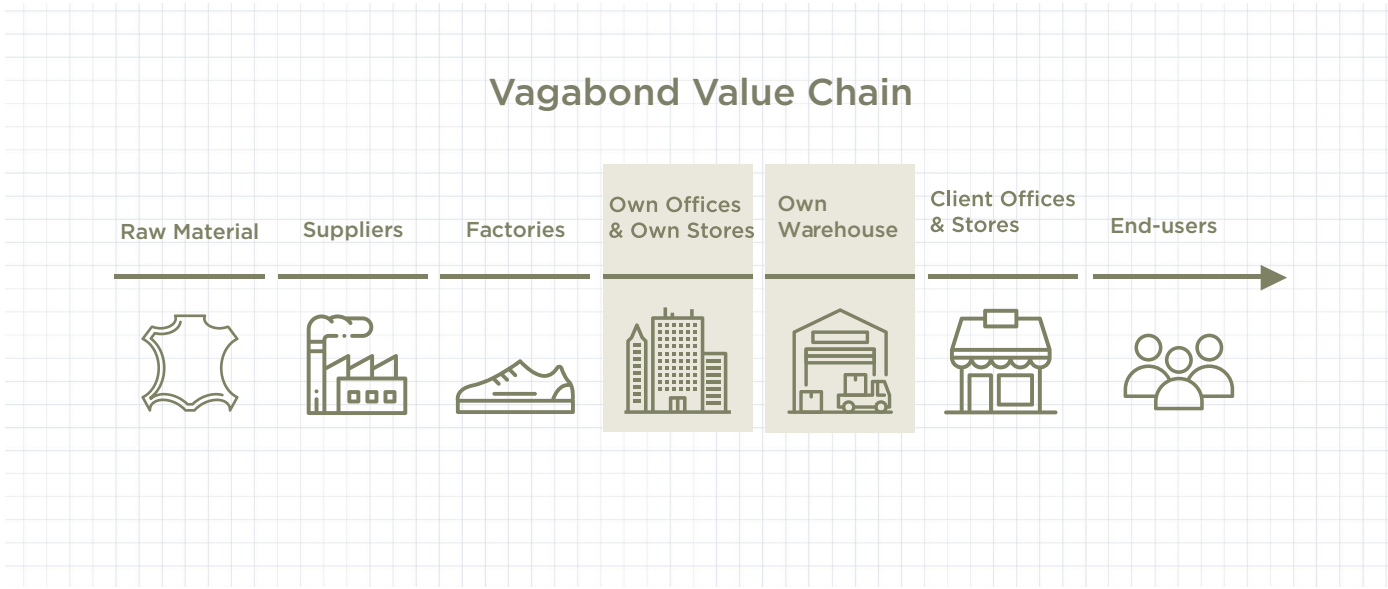 Vagabond Value Chain
Raw Material
Suppliers
Factories
Own Offices
& Own Stores
Own
Warehouse
Client Offices
& Stores
End-users